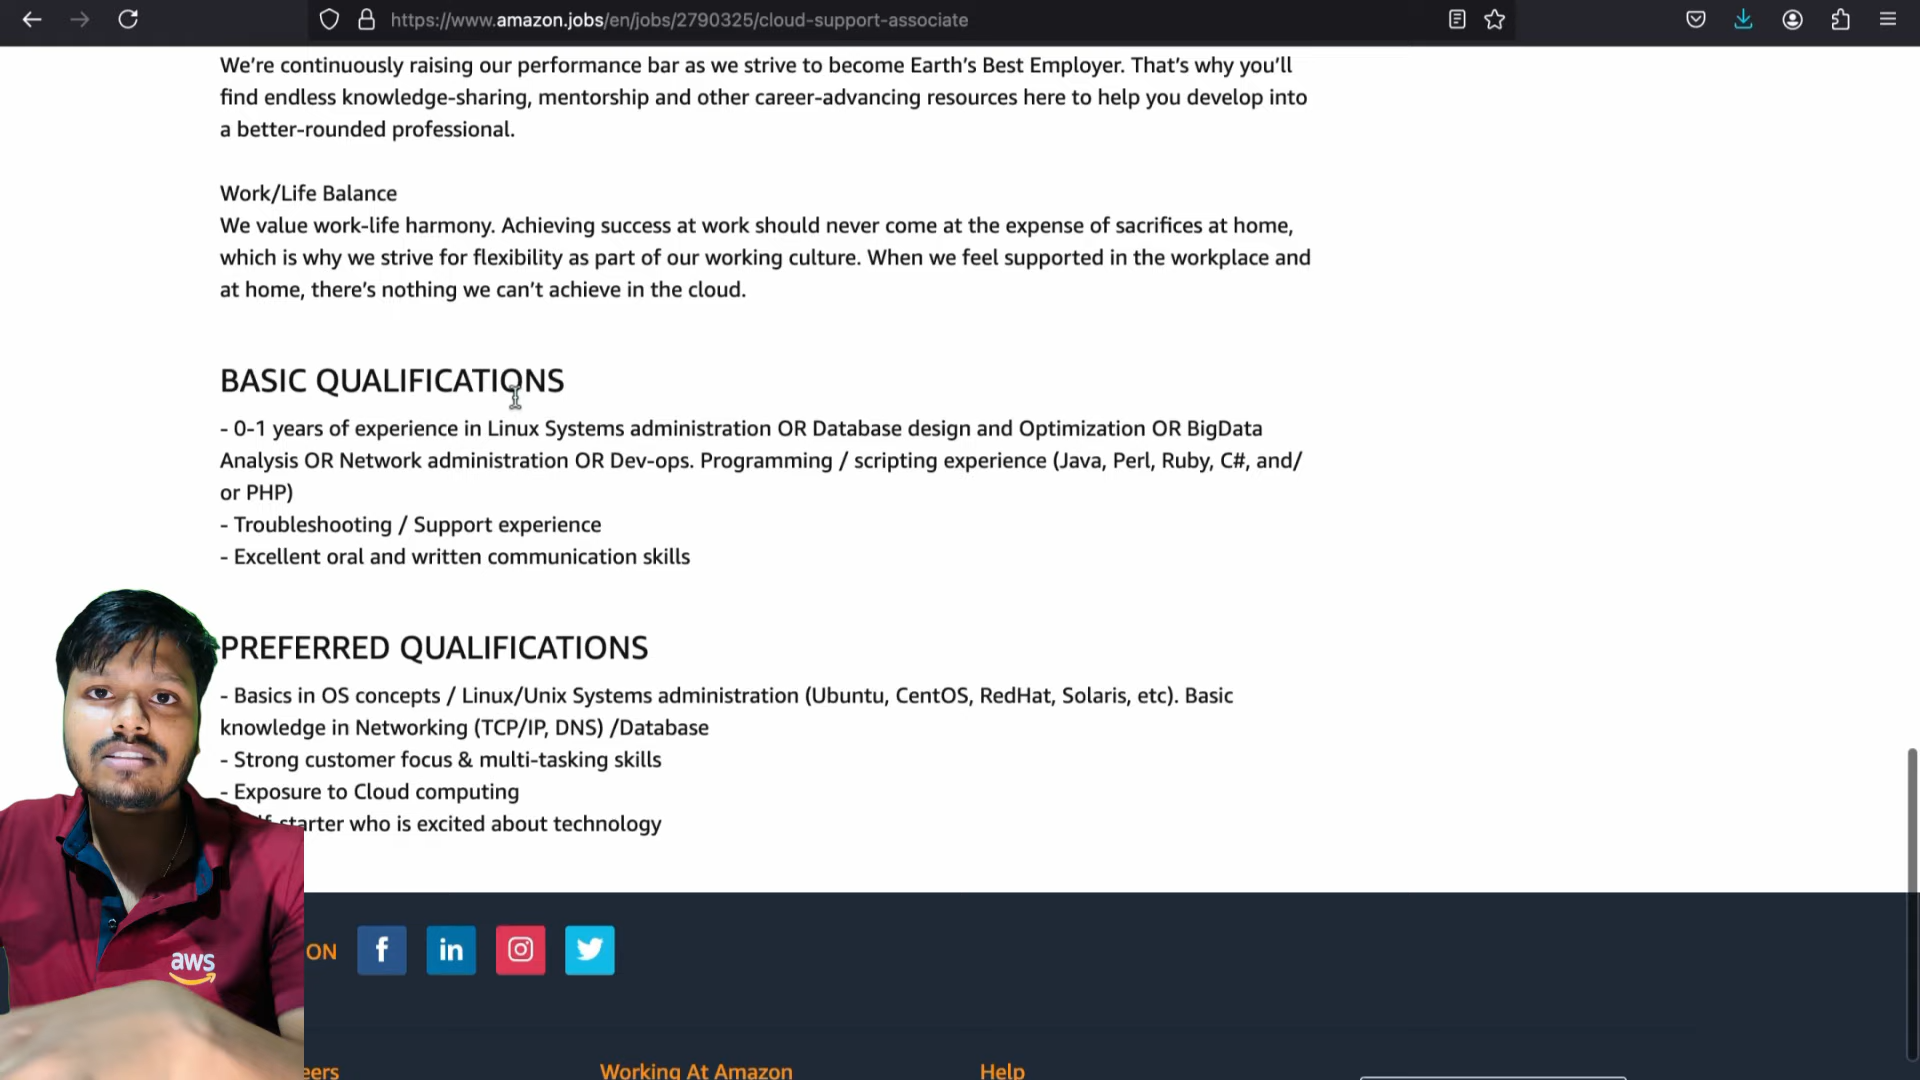 https://www.amazon.jobs/en/jobs/2790325/cloud-support-associate
We're continuously raising our performance bar as we strive to become Earth's Best Employer. That's why you'll
find endless knowledge-sharing, mentorship and other career-advancing resources here to help you develop into
a better-rounded professional.
Work/Life Balance
We value work-life harmony. Achieving success at work should never come at the expense of sacrifices at home,
which is why we strive for flexibility as part of our working culture. When we feel supported in the workplace and
at home, there's nothing we can't achieve in the cloud.
BASIC QUALIFICATIONS
- 0-1 years of experience in Linux Systems administration OR Database design and Optimization OR BigData
Analysis OR Network administration OR Dev-ops. Programming / scripting experience (Java, Perl, Ruby, C#, and/
or PHP)
- Troubleshooting / Support experience
- Excellent oral and written communication skills
PREFERRED QUALIFICATIONS
- Basics in OS concepts / Linux/Unix Systems administration (Ubuntu, CentOS, RedHat, Solaris, etc). Basic
knowledge in Networking (TCP/IP, DNS) /Database
- Strong customer focus & multi-tasking skills
- Exposure to Cloud computing
starter who is excited about technology
ON
f
in
aws
Working At Amazon
Help